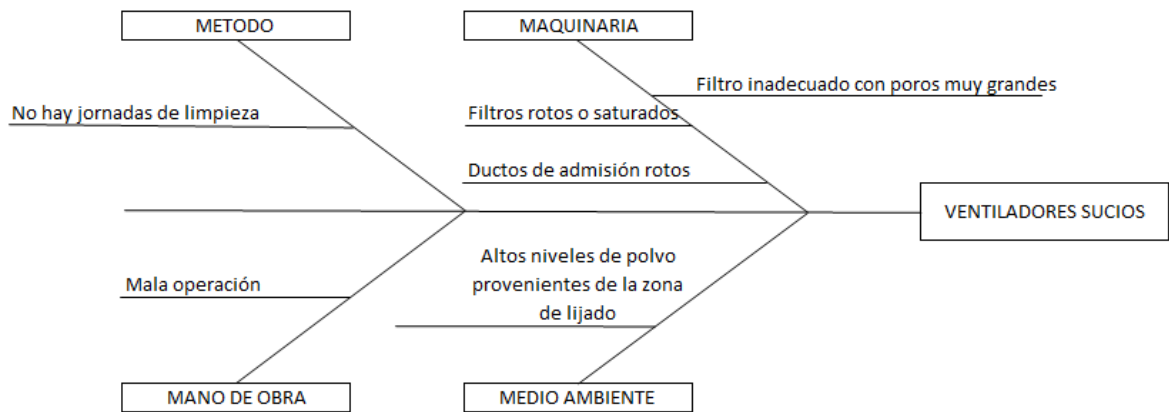 METODO
MAQUINARIA
Filtro inadecuado con poros muy grandes
No hay jornadas de limpieza
Filtros rotos o saturados
Ductos de admisión rotos
VENTILADORES SUCIOS
Altos niveles de polvo
provenientes de la zona
de lijado
Mala operación
MANO DE OBRA
MEDIO AMBIENTE